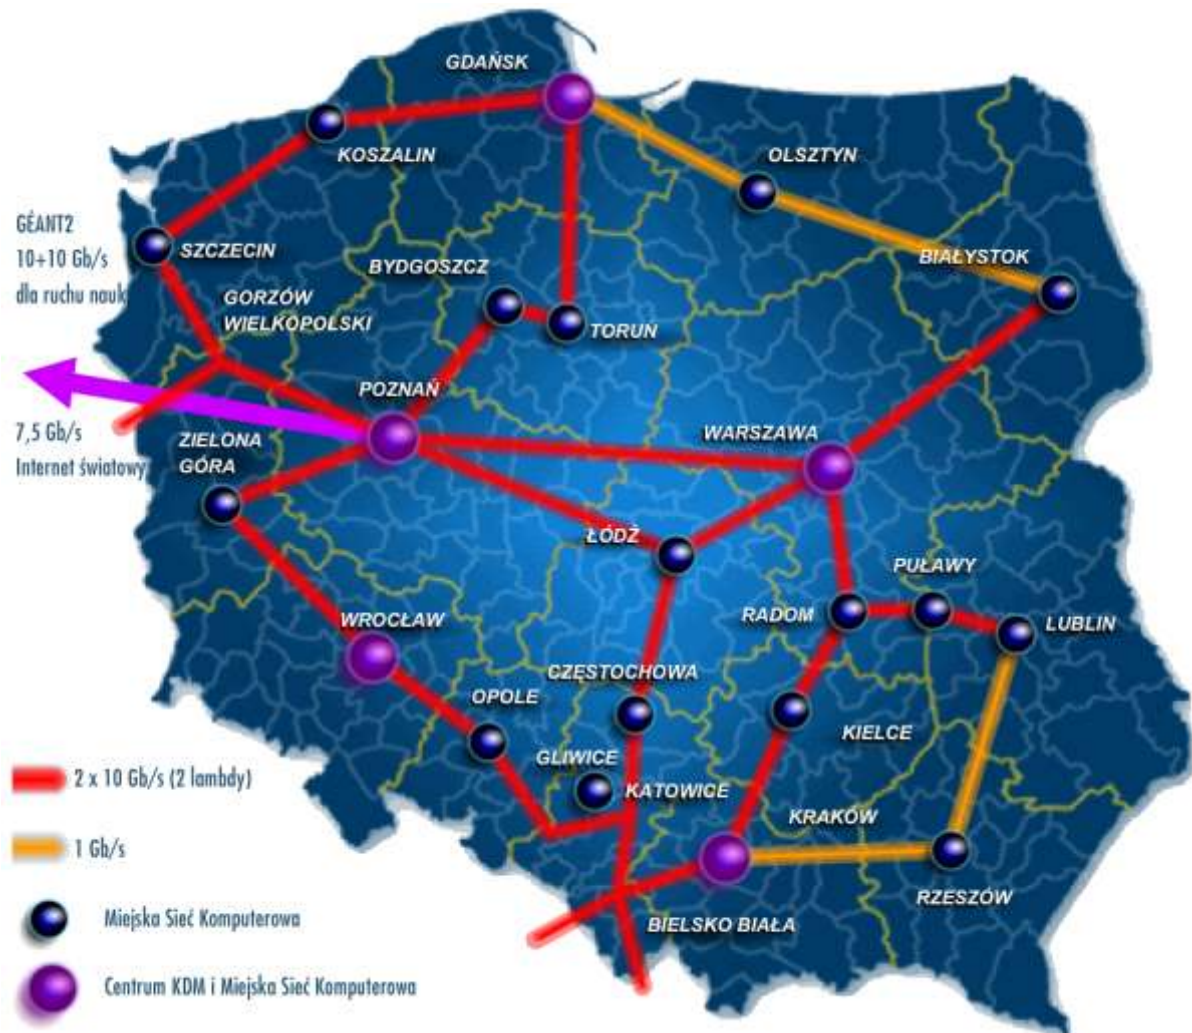 GDAŃSK
KOSZALIN
OLSZTYN
GÉANT2
10+10 Gb/s
dla ruchu nauk
SZCZECIN
BYDGOSZCZ
BIAŁYSTOK
GORZÓW
WIELKOPOLSKI
TORUŃ
POZNAŃ
7,5 Gb/s
Internet światowy
ZIELONA
GÓRA
WARSZAWA
ŁÓDŹ
PUŁAWY
WROCŁAW
RADOM
LUBLIN
CZĘSTOCHOWA
OPOLE
KIELCE
GLIWICE
KATOWICE
2 x 10 Gb/s (2 lambdy)
KRAKÓW
1 Gb/s
RZESZÓW
Miejska Sieć Komputerowa
BIELSKO BIAŁA
Centrum KDM i Miejska Sieć Komputerowa